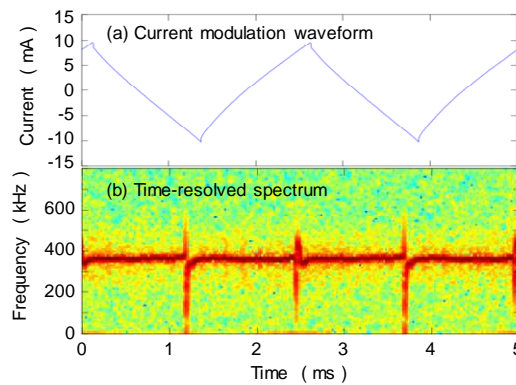 15
(a) Current modulation waveform
10
5
0
-5
-10
-15
Current ( mA )
(b) Time-resolved spectrum
600
400
200
0
Frequency ( kHz )
0 1 2 3 4 5
Time ( ms )